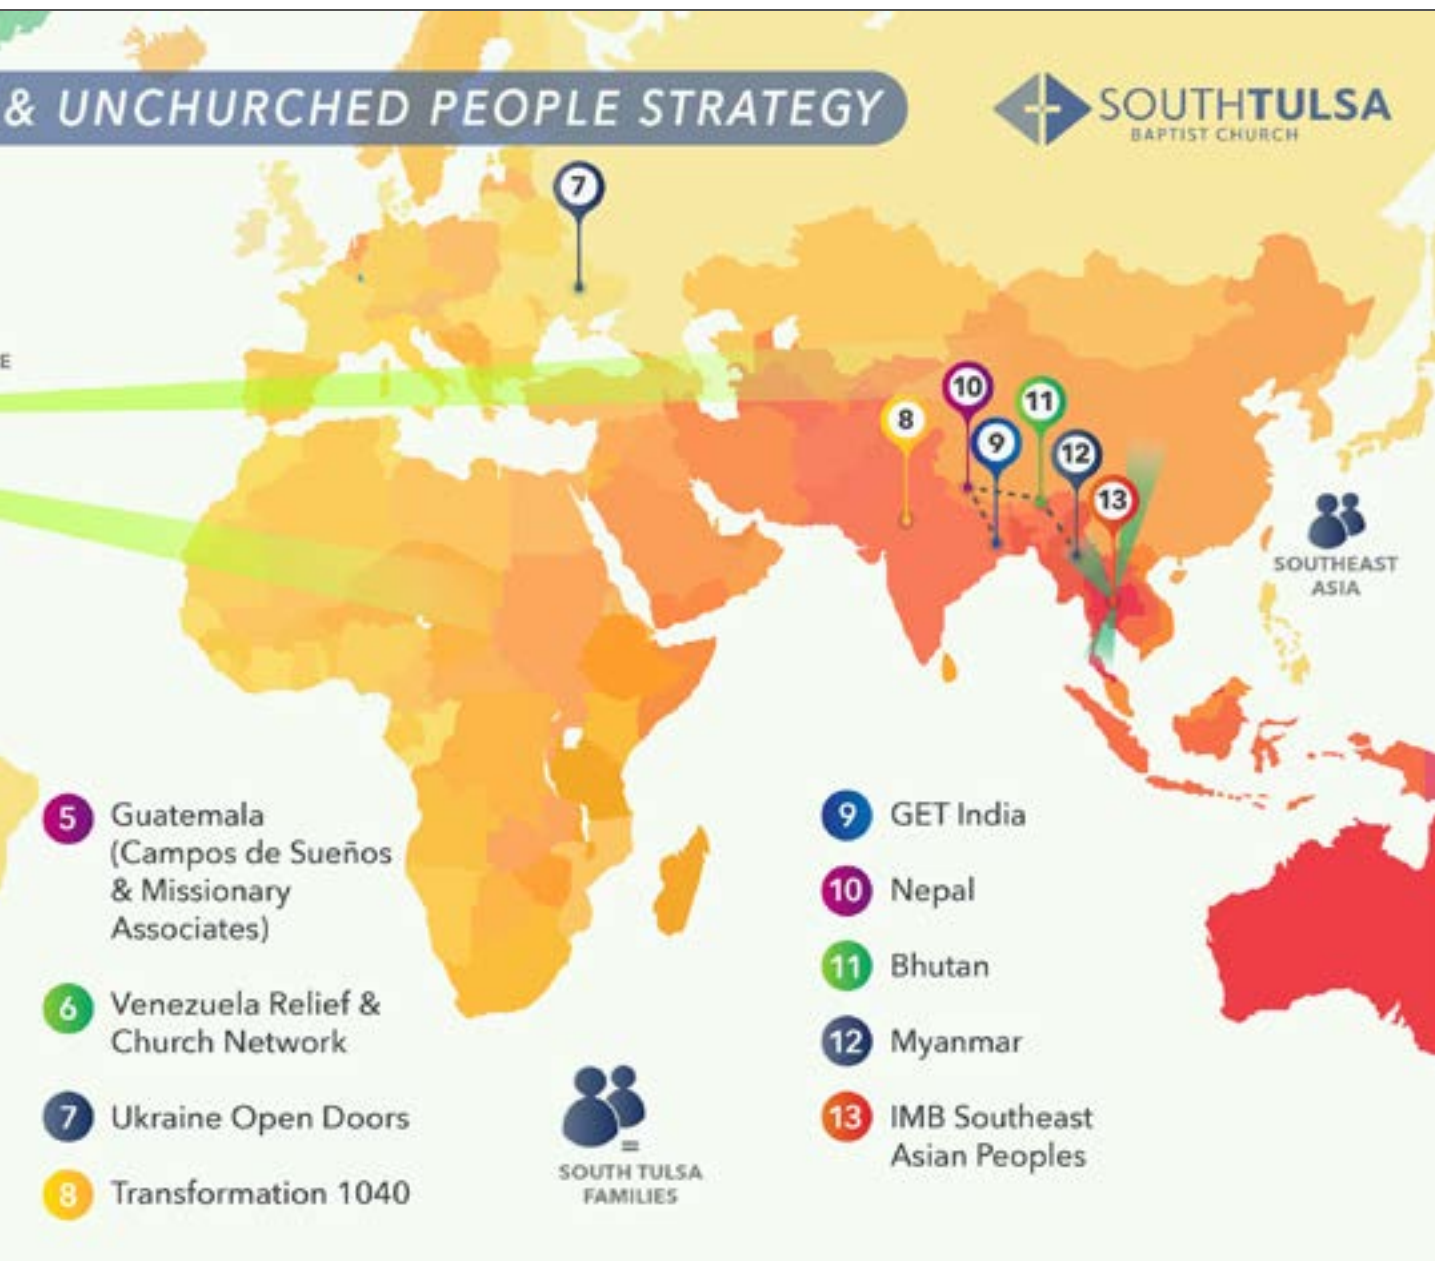 & UNCHURCHED PEOPLE STRATEGY
SOUTHTULSA
BAPTIST CHURCH
7
E
10
11
8
9
12
13
SOUTHEAST
ASIA
5 Guatemala
(Campos de Sueños
& Missionary
Associates)
6 Venezuela Relief &
Church Network
7 Ukraine Open Doors
8 Transformation 1040
=
SOUTH TULSA
FAMILIES
9 GET India
10 Nepal
11 Bhutan
12 Myanmar
13 IMB Southeast
Asian Peoples